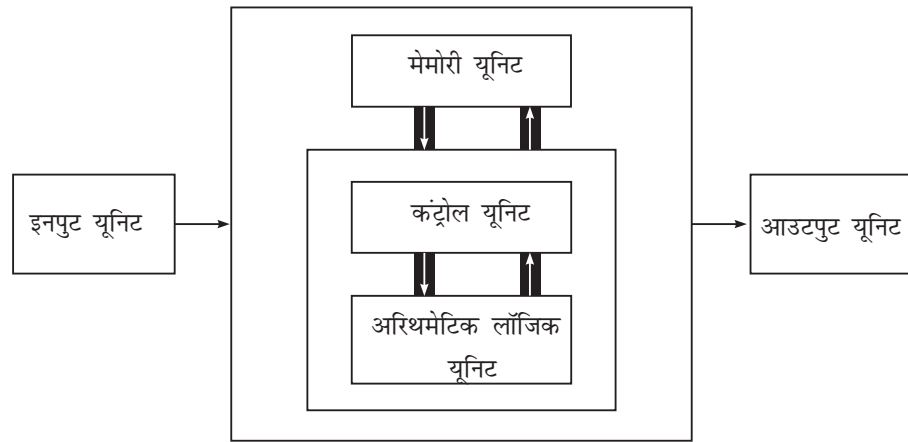 मेमोरी यूनिट
इनपुट यूनिट
कंट्रोल यूनिट
आउटपुट यूनिट
अरिथमेटिक लॉजिक
यूनिट